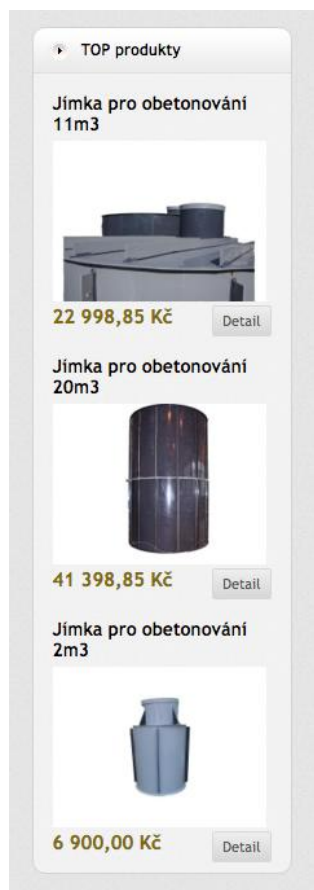 TOP produkty
Jímka pro obetonování
11m3
22 998,85 Kč
Detail
Jímka pro obetonování
20m3
41 398,85 Kč
Detail
Jímka pro obetonování
2m3
6 900,00 Kč
Detail